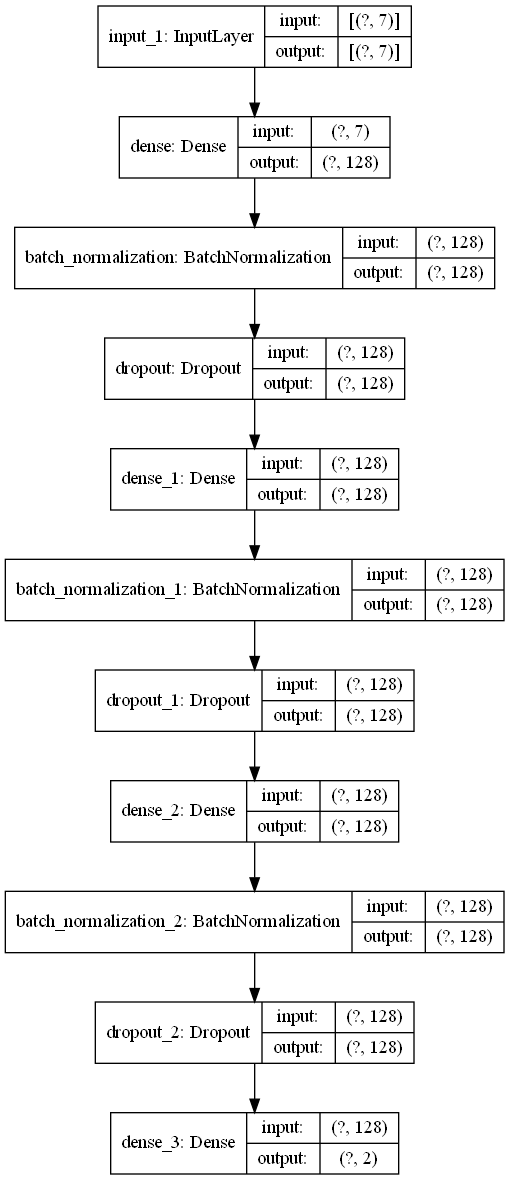 input_1: InputLayer
input:
[(?, 7)]
output:
[(?, 7)]
dense: Dense
input:
(?, 7)
output:
(?, 128)
batch_normalization: BatchNormalization
input:
(?, 128)
output:
(?, 128)
dropout: Dropout
input:
(?, 128)
output:
(?, 128)
dense_1: Dense
input:
(?, 128)
output:
(?, 128)
batch_normalization_1: BatchNormalization
input:
(?, 128)
output:
(?, 128)
dropout_1: Dropout
input:
(?, 128)
output:
(?, 128)
dense_2: Dense
input:
(?, 128)
output:
(?, 128)
batch_normalization_2: BatchNormalization
input:
(?, 128)
output:
(?, 128)
dropout_2: Dropout
input:
(?, 128)
output:
(?, 128)
dense_3: Dense
input:
(?, 128)
output:
(?, 2)